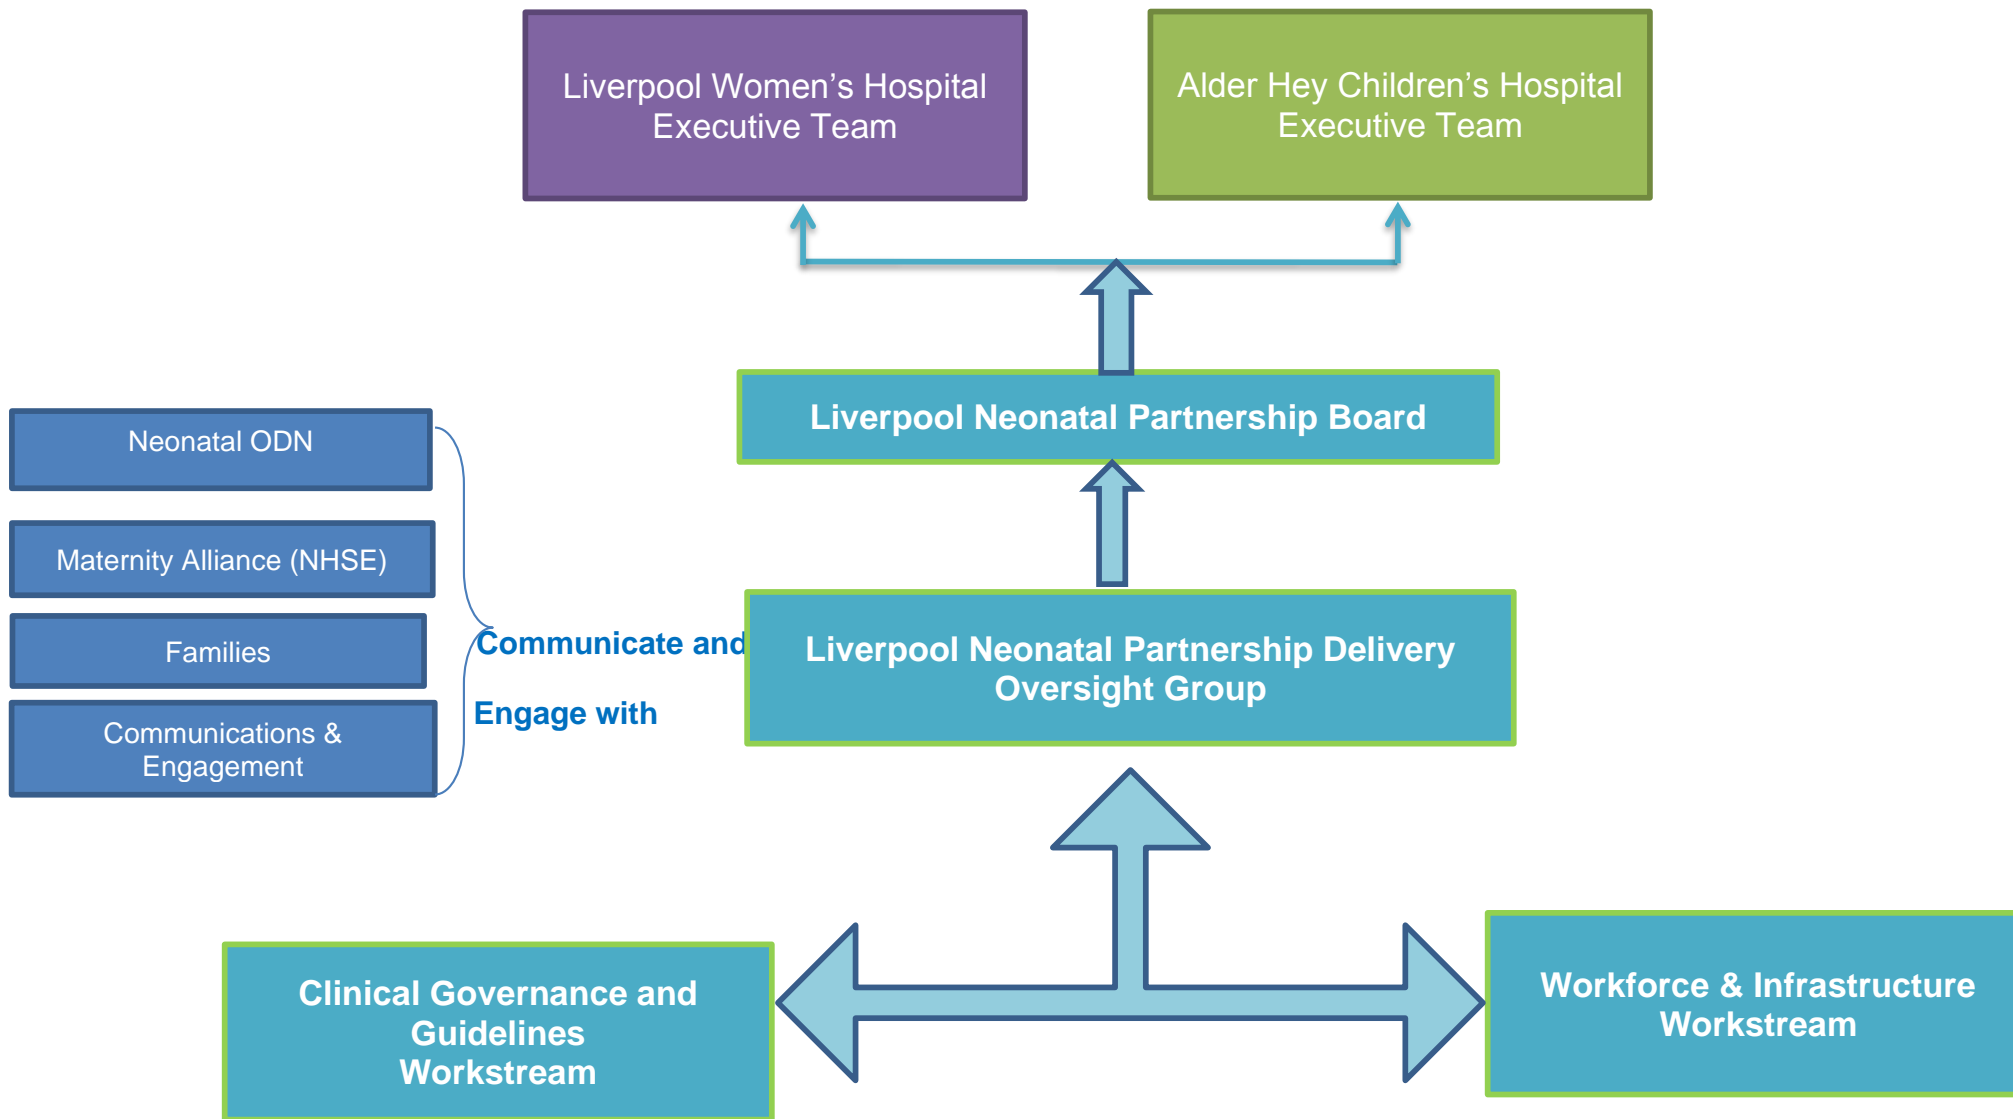 Liverpool Women’s Hospital
Executive Team
Alder Hey Children’s Hospital
Executive Team
Liverpool Neonatal Partnership Board
Neonatal ODN
Maternity Alliance (NHSE)
Families
Communications &
Engagement
Communicate and
Engage with
Liverpool Neonatal Partnership Delivery
Oversight Group
Clinical Governance and
Guidelines
Workstream
Workforce & Infrastructure
Workstream